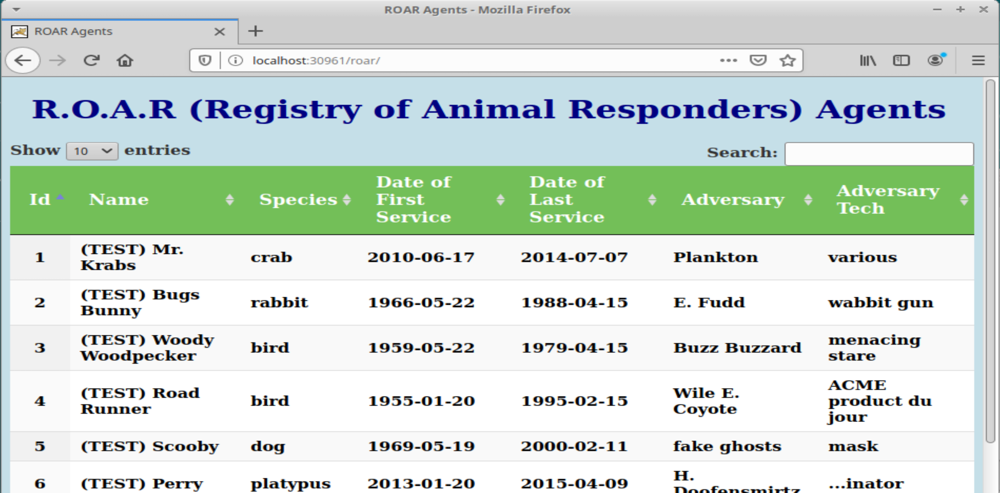 ROAR Agents - Mozilla Firefox
ROAR Agents
localhost:30961/roar/
R.O.A.R (Registry of Animal Responders) Agents
Show 10 entries
Search:
Id Name Species Date of First Service Date of Last Service Adversary Adversary Tech
1 (TEST) Mr. Krabs crab 2010-06-17 2014-07-07 Plankton various
2 (TEST) Bugs Bunny rabbit 1966-05-22 1988-04-15 E. Fudd wabbit gun
3 (TEST) Woody Woodpecker bird 1959-05-22 1979-04-15 Buzz Buzzard menacing stare
4 (TEST) Road Runner bird 1955-01-20 1995-02-15 Wile E. Coyote ACME product du jour
5 (TEST) Scooby dog 1969-05-19 2000-02-11 fake ghosts mask
6 (TEST) Perry platypus 2013-01-20 2015-04-09 H. Doofensmirtz ...inator